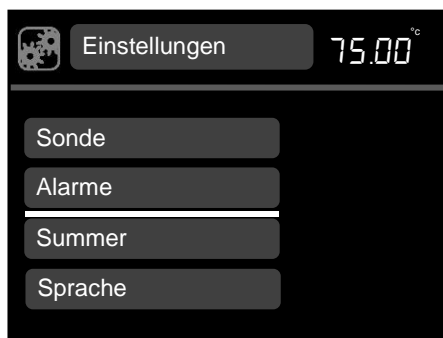 Einstellungen 75.00°c
Sonde
Alarme
Summer
Sprache